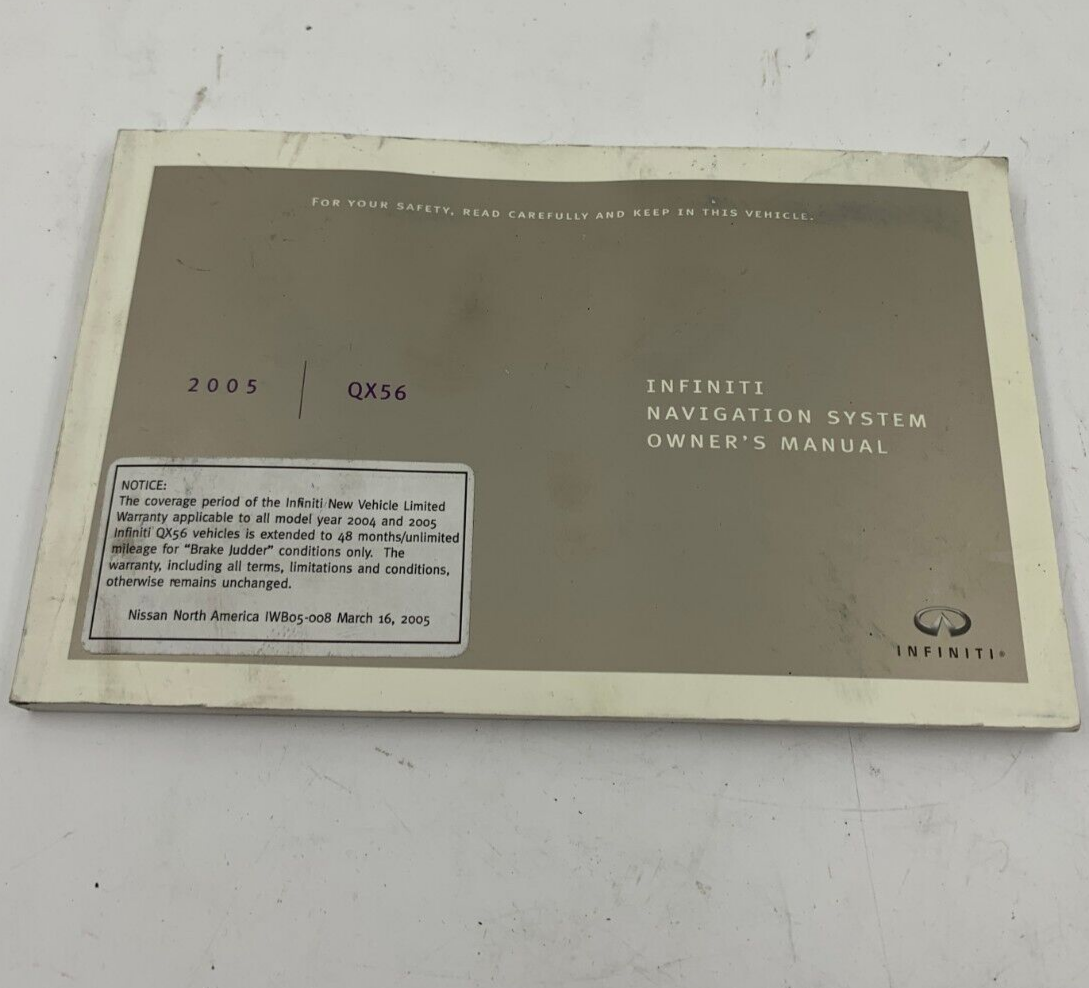 FOR YOUR SAFETY, READ CAREFULLY AND KEEP IN THIS VEHICLE.
2005 QX56
INFINITI
NAVIGATION SYSTEM
OWNER'S MANUAL
NOTICE:
The coverage period of the Infiniti New Vehicle Limited
Warranty applicable to all model year 2004 and 2005
Infiniti QX56 vehicles is extended to 48 months/unlimited
mileage for “Brake Judder” conditions only. The
warranty, including all terms, limitations and conditions,
otherwise remains unchanged.
Nissan North America IWB05-008 March 16, 2005
INFINITI®